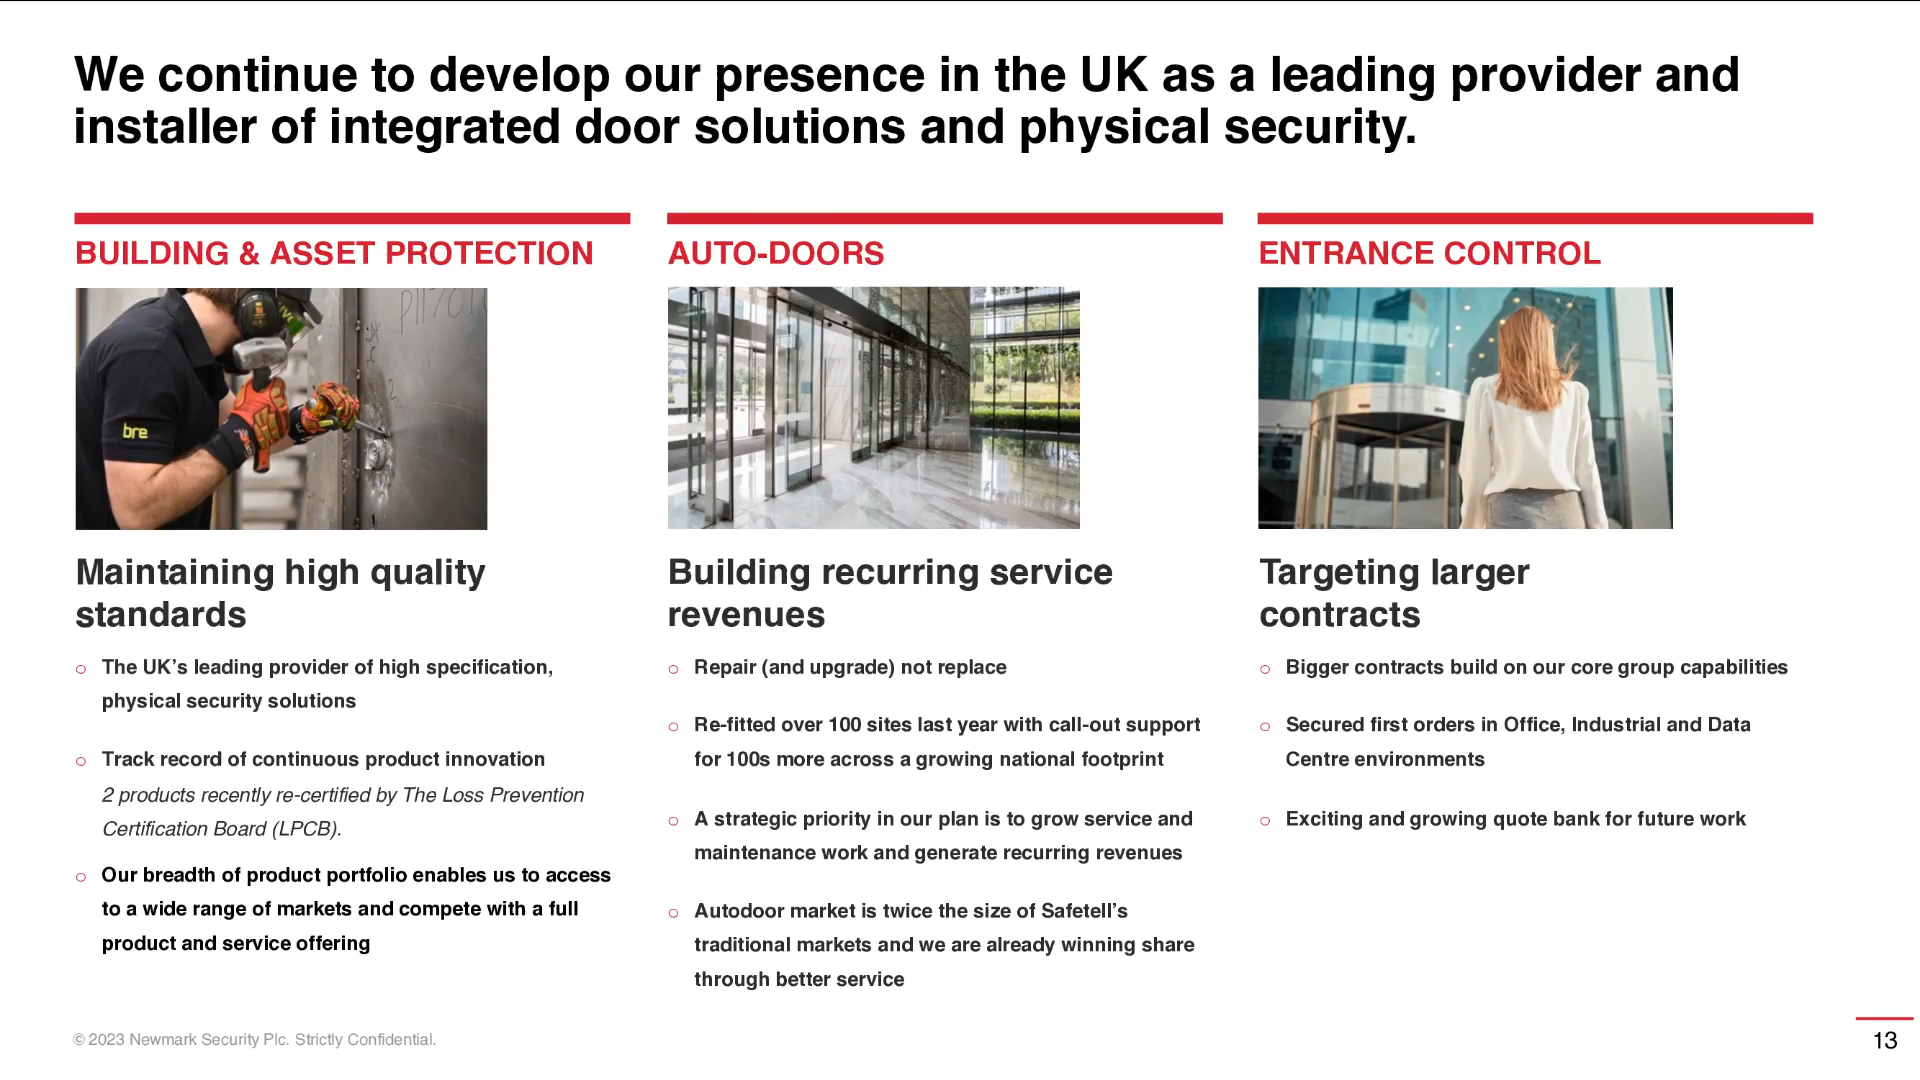 We continue to develop our presence in the UK as a leading provider and
installer of integrated door solutions and physical security.
BUILDING & ASSET PROTECTION
bre
Maintaining high quality
standards
The UK’s leading provider of high specification,
physical security solutions
Track record of continuous product innovation
2 products recently re-certified by The Loss Prevention
Certification Board (LPCB).
Our breadth of product portfolio enables us to access
to a wide range of markets and compete with a full
product and service offering
AUTO-DOORS
Building recurring service
revenues
Repair (and upgrade) not replace
Re-fitted over 100 sites last year with call-out support
for 100s more across a growing national footprint
A strategic priority in our plan is to grow service and
maintenance work and generate recurring revenues
Autodoor market is twice the size of Safetell’s
traditional markets and we are already winning share
through better service
ENTRANCE CONTROL
Targeting larger
contracts
Bigger contracts build on our core group capabilities
Secured first orders in Office, Industrial and Data
Centre environments
Exciting and growing quote bank for future work
© 2023 Newmark Security Plc. Strictly Confidential.
13